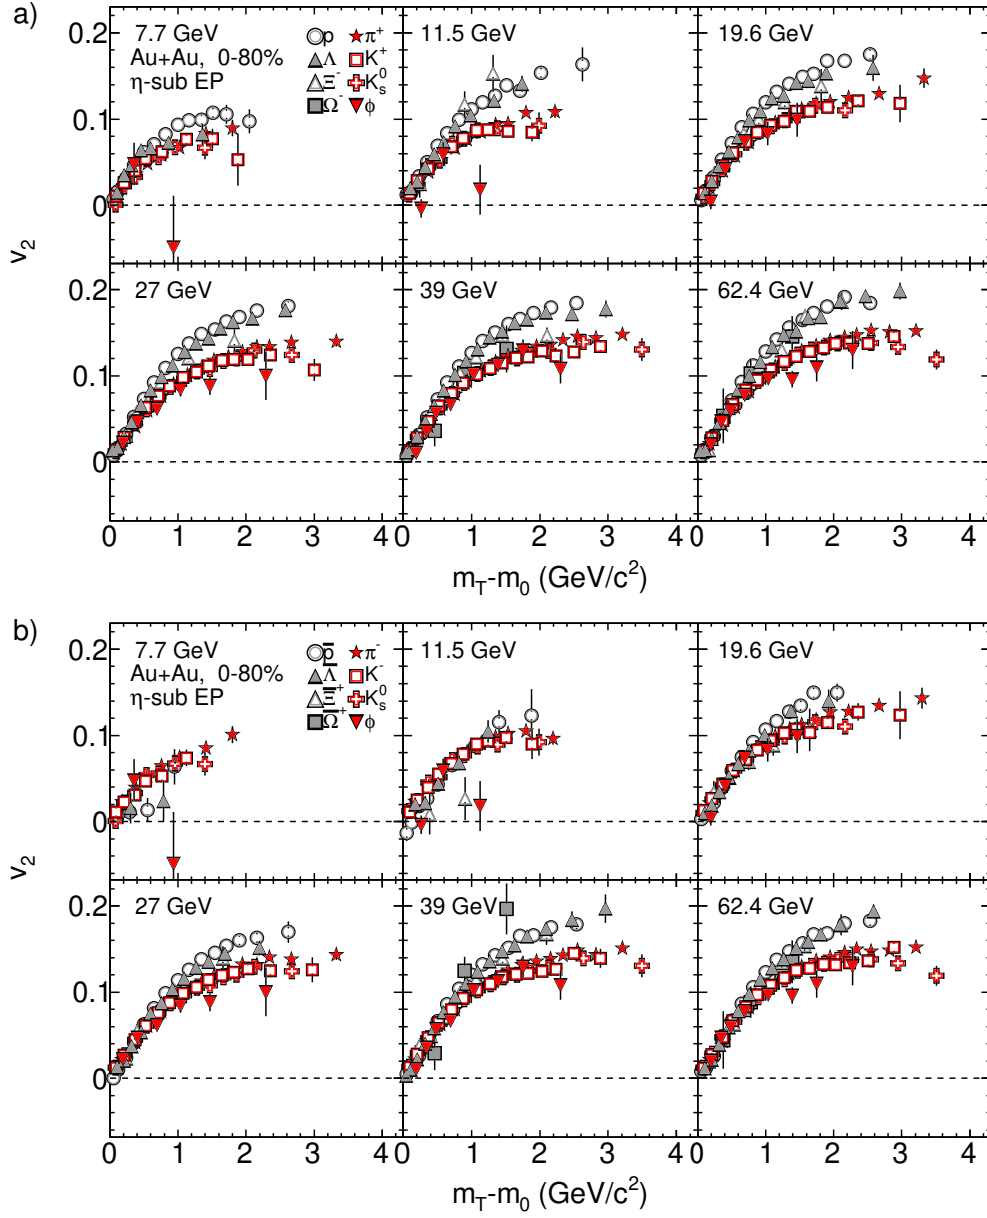 a)
7.7 GeV
Au+Au, 0-80%
η-sub EP
p π⁺
Λ K⁺
Ξ⁻ K⁰ₛ
Ω⁻ ϕ
11.5 GeV
19.6 GeV
0.2
0.1
0
v₂
27 GeV
39 GeV
62.4 GeV
0.2
0.1
0
0 1 2 3 4 0 1 2 3 4 0 1 2 3 4
m_T-m₀ (GeV/c²)
b)
7.7 GeV
Au+Au, 0-80%
η-sub EP
p̅ π⁻
Λ̅ K⁻
Ξ̅⁺ K⁰ₛ
Ω̅⁺ ϕ
11.5 GeV
19.6 GeV
0.2
0.1
0
v₂
27 GeV
39 GeV
62.4 GeV
0.2
0.1
0
0 1 2 3 4 0 1 2 3 4 0 1 2 3 4
m_T-m₀ (GeV/c²)